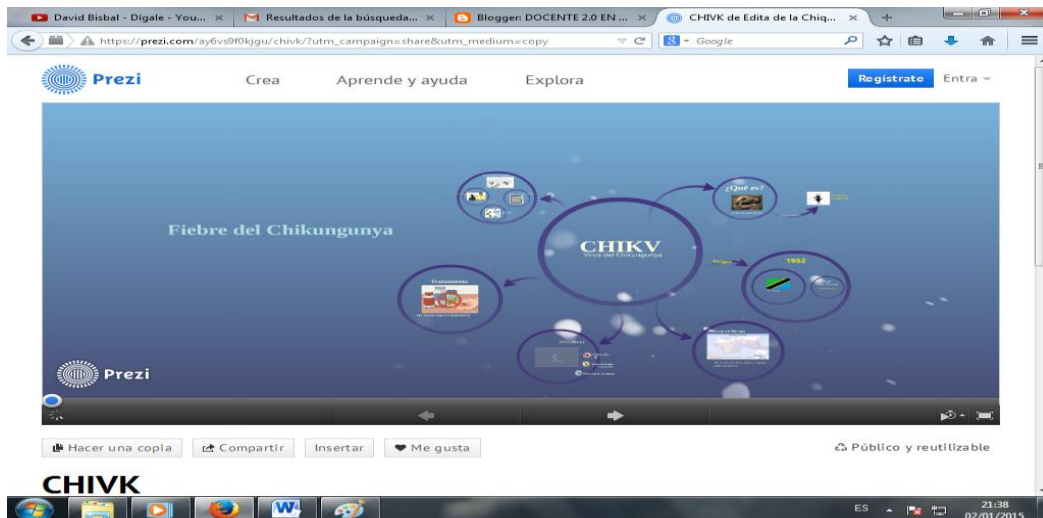 David Bisbal - Dígale - You...
Resultados de la búsqueda...
Blogger: DOCENTE 2.0 EN ...
CHIVK de Edita de la Chiq...
https://prezi.com/ay6vs9f0kjgu/chivk/?utm_campaign=share&utm_medium=copy
Google
Prezi
Crea
Aprende y ayuda
Explora
Regístrate
Entra
Fiebre del Chikungunya
CHIKV
Virus del Chikungunya
¿Qué es?
1952
Tratamiento
Prezi
Hacer una copia
Compartir
Insertar
Me gusta
Público y reutilizable
CHIVK
ES
21:38
02/01/2015